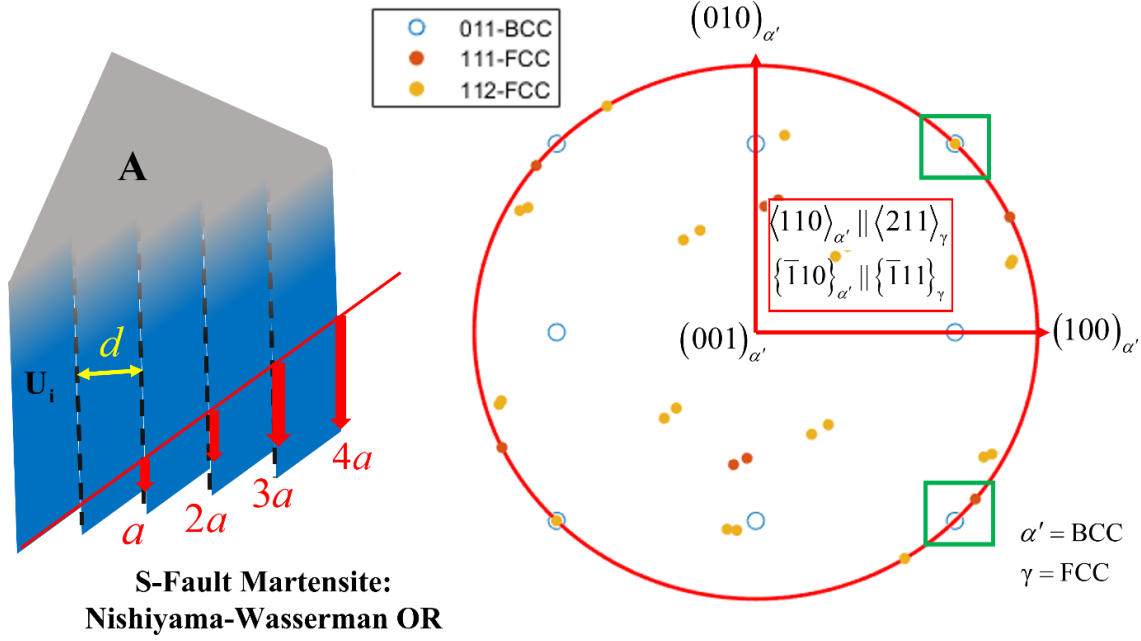 A
d
Uᵢ
a
2a
3a
4a
S-Fault Martensite:
Nishiyama-Wasserman OR
011-BCC
111-FCC
112-FCC
(010)α′
⟨110⟩α′ || ⟨211⟩γ
{1̄10}α′ || {1̄11}γ
(001)α′
(100)α′
α′ = BCC
γ = FCC